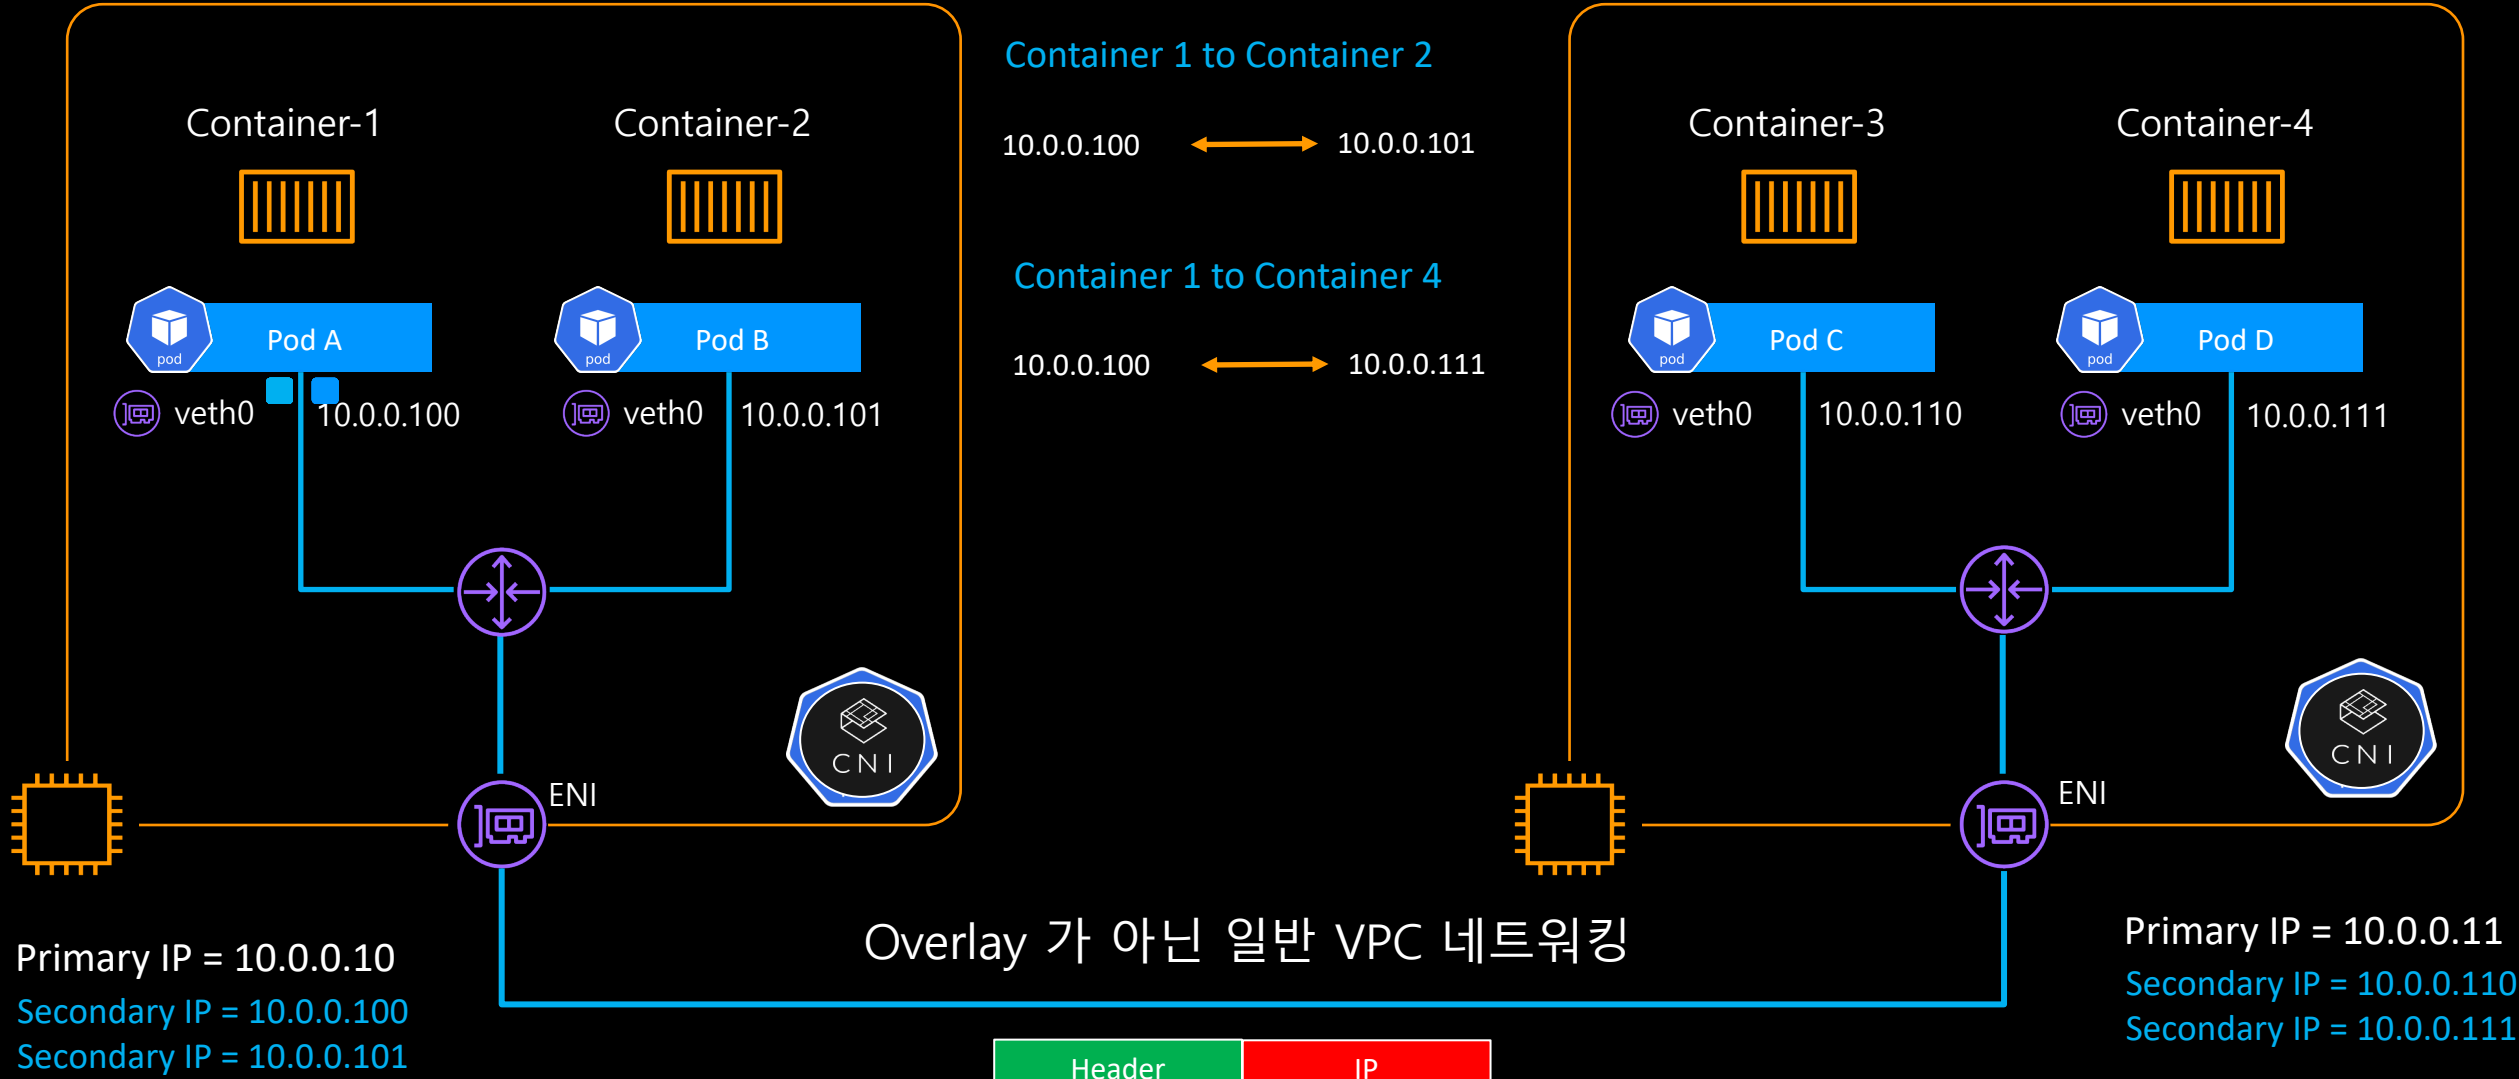 Container 1 to Container 2
10.0.0.100
10.0.0.101
Container 1 to Container 4
10.0.0.100
10.0.0.111
Container-1
Container-2
pod
Pod A
pod
Pod B
veth0
10.0.0.100
veth0
10.0.0.101
CNI
ENI
Primary IP = 10.0.0.10
Secondary IP = 10.0.0.100
Secondary IP = 10.0.0.101
Container-3
Container-4
pod
Pod C
pod
Pod D
veth0
10.0.0.110
veth0
10.0.0.111
CNI
ENI
Primary IP = 10.0.0.11
Secondary IP = 10.0.0.110
Secondary IP = 10.0.0.111
Overlay 가 아닌 일반 VPC 네트워킹
Header
IP